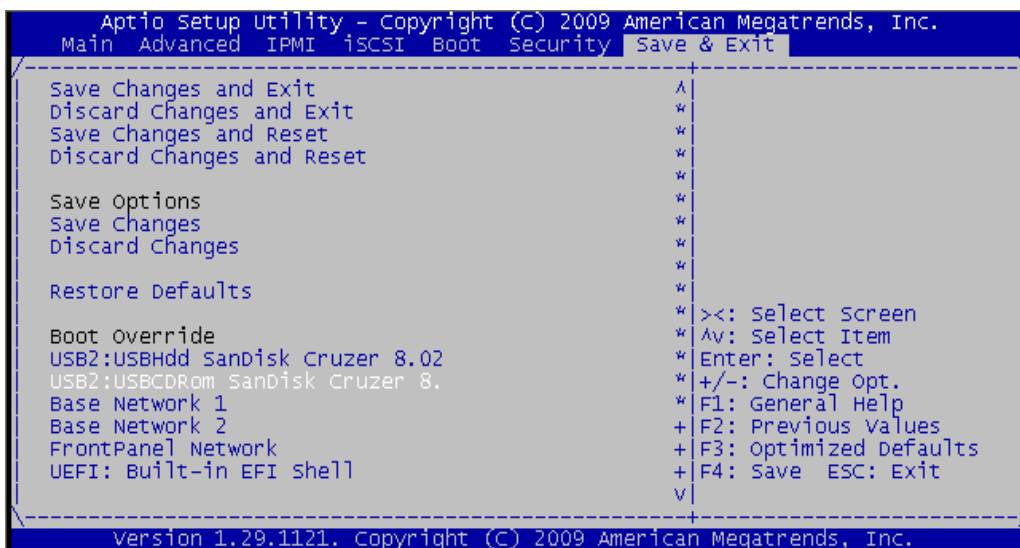 Aptio Setup Utility – Copyright (C) 2009 American Megatrends, Inc.
Main Advanced IPMI iSCSI Boot Security Save & Exit
Save Changes and Exit
Discard Changes and Exit
Save Changes and Reset
Discard Changes and Reset
Save Options
Save Changes
Discard Changes
Restore Defaults
Boot Override
USB2:USBHdd SanDisk Cruzer 8.02
USB2:USBCDRom SanDisk Cruzer 8.
Base Network 1
Base Network 2
FrontPanel Network
UEFI: Built-in EFI Shell
><: Select Screen
^v: Select Item
Enter: Select
+/-: Change Opt.
F1: General Help
F2: Previous Values
F3: Optimized Defaults
F4: Save ESC: Exit
Version 1.29.1121. Copyright (C) 2009 American Megatrends, Inc.